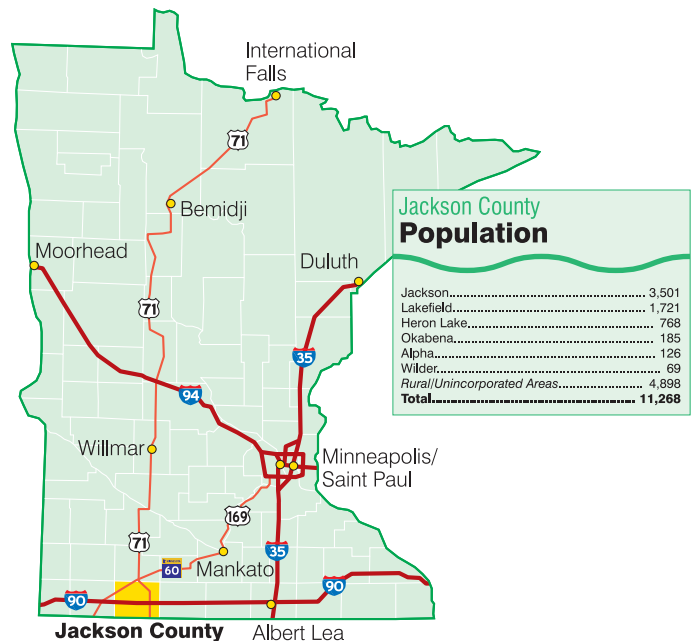 International
Falls
71
Bemidji
Moorhead
Duluth
71
35
94
Willmar
Minneapolis/
Saint Paul
169
71
35
60
Mankato
90
90
90
Jackson County
Albert Lea
Jackson County
Population
Jackson 3,501
Lakefield 1,721
Heron Lake 768
Okabena 185
Alpha 126
Wilder 69
Rural/Unincorporated Areas 4,898
Total 11,268